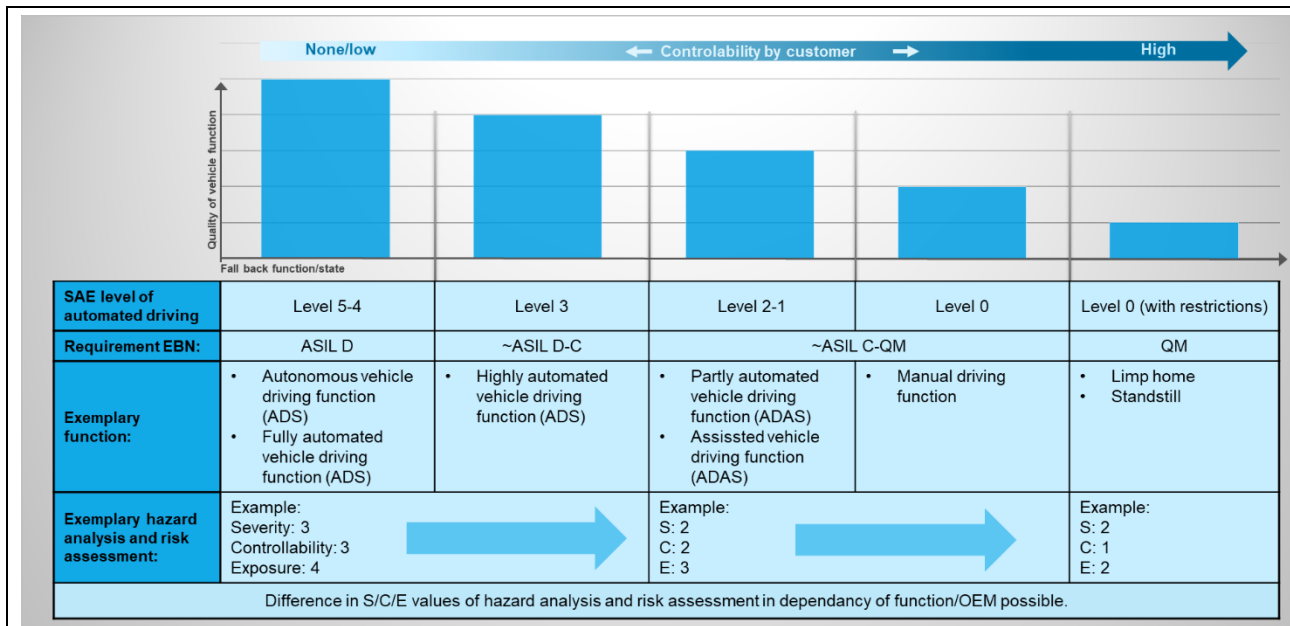 None/low
Controlability by customer
High
Quality of vehicle function
Fall back function/state
SAE level of
automated driving
Level 5-4
Level 3
Level 2-1
Level 0
Level 0 (with restrictions)
Requirement EBN:
ASIL D
~ASIL D-C
~ASIL C-QM
QM
Exemplary
function:
• Autonomous vehicle
driving function
(ADS)
• Fully automated
vehicle driving
function (ADS)
• Highly automated
vehicle driving
function (ADS)
• Partly automated
vehicle driving
function (ADAS)
• Assissted vehicle
driving function
(ADAS)
• Manual driving
function
• Limp home
• Standstill
Exemplary hazard
analysis and risk
assessment:
Example:
Severity: 3
Controllability: 3
Exposure: 4
Example:
S: 2
C: 2
E: 3
Example:
S: 2
C: 1
E: 2
Difference in S/C/E values of hazard analysis and risk assessment in dependancy of function/OEM possible.